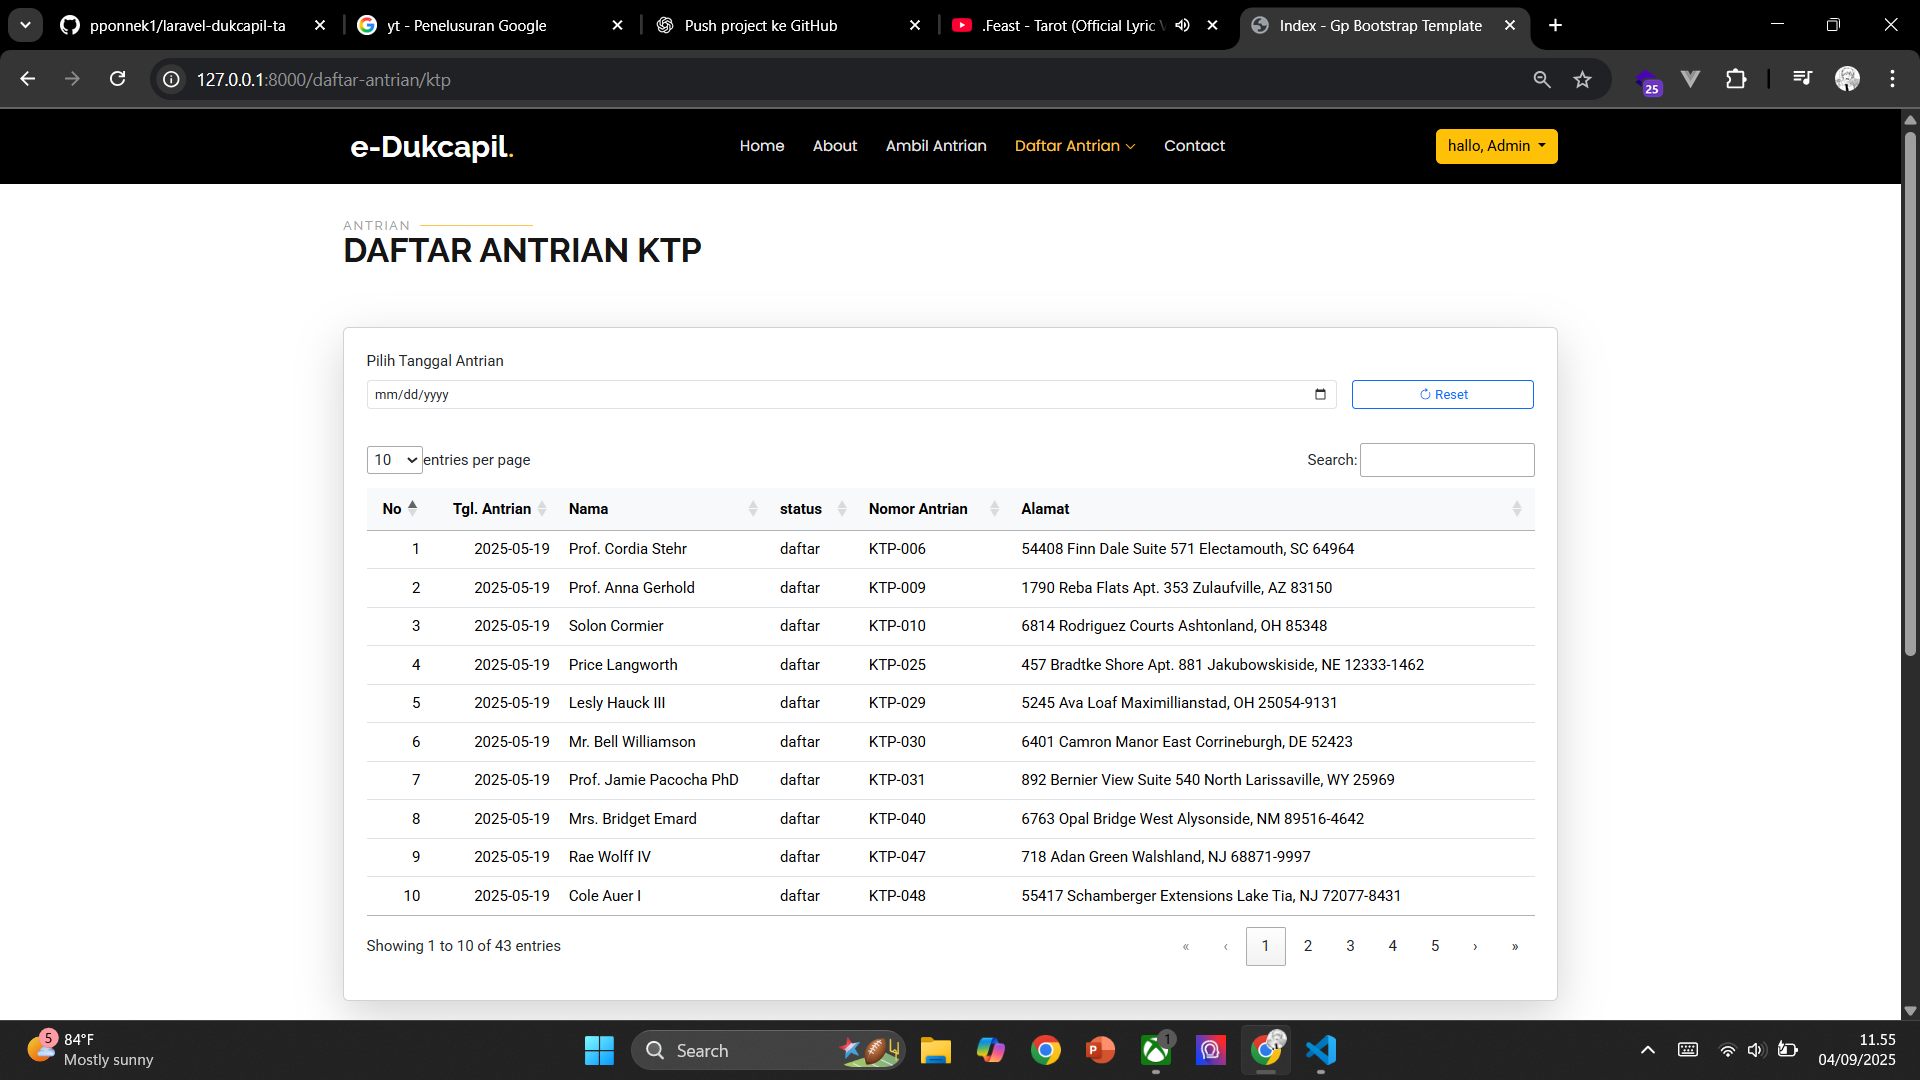 pponnek1/laravel-dukcapil-ta
yt - Penelusuran Google
Push project ke GitHub
.Feast - Tarot (Official Lyric V
Index - Gp Bootstrap Template
127.0.0.1:8000/daftar-antrian/ktp
25
e-Dukcapil.
Home
About
Ambil Antrian
Daftar Antrian
Contact
hallo, Admin
ANTRIAN
DAFTAR ANTRIAN KTP
Pilih Tanggal Antrian
mm/dd/yyyy
Reset
10 entries per page
Search:
No Tgl. Antrian Nama status Nomor Antrian Alamat
1 2025-05-19 Prof. Cordia Stehr daftar KTP-006 54408 Finn Dale Suite 571 Electamouth, SC 64964
2 2025-05-19 Prof. Anna Gerhold daftar KTP-009 1790 Reba Flats Apt. 353 Zulaufville, AZ 83150
3 2025-05-19 Solon Cormier daftar KTP-010 6814 Rodriguez Courts Ashtonland, OH 85348
4 2025-05-19 Price Langworth daftar KTP-025 457 Bradtke Shore Apt. 881 Jakubowskiside, NE 12333-1462
5 2025-05-19 Lesly Hauck III daftar KTP-029 5245 Ava Loaf Maximillianstad, OH 25054-9131
6 2025-05-19 Mr. Bell Williamson daftar KTP-030 6401 Camron Manor East Corrineburgh, DE 52423
7 2025-05-19 Prof. Jamie Pacocha PhD daftar KTP-031 892 Bernier View Suite 540 North Larissaville, WY 25969
8 2025-05-19 Mrs. Bridget Emard daftar KTP-040 6763 Opal Bridge West Alysonside, NM 89516-4642
9 2025-05-19 Rae Wolff IV daftar KTP-047 718 Adan Green Walshland, NJ 68871-9997
10 2025-05-19 Cole Auer I daftar KTP-048 55417 Schamberger Extensions Lake Tia, NJ 72077-8431
Showing 1 to 10 of 43 entries
« ‹ 1 2 3 4 5 › »
5
84°F
Mostly sunny
Search
1
11.55
04/09/2025